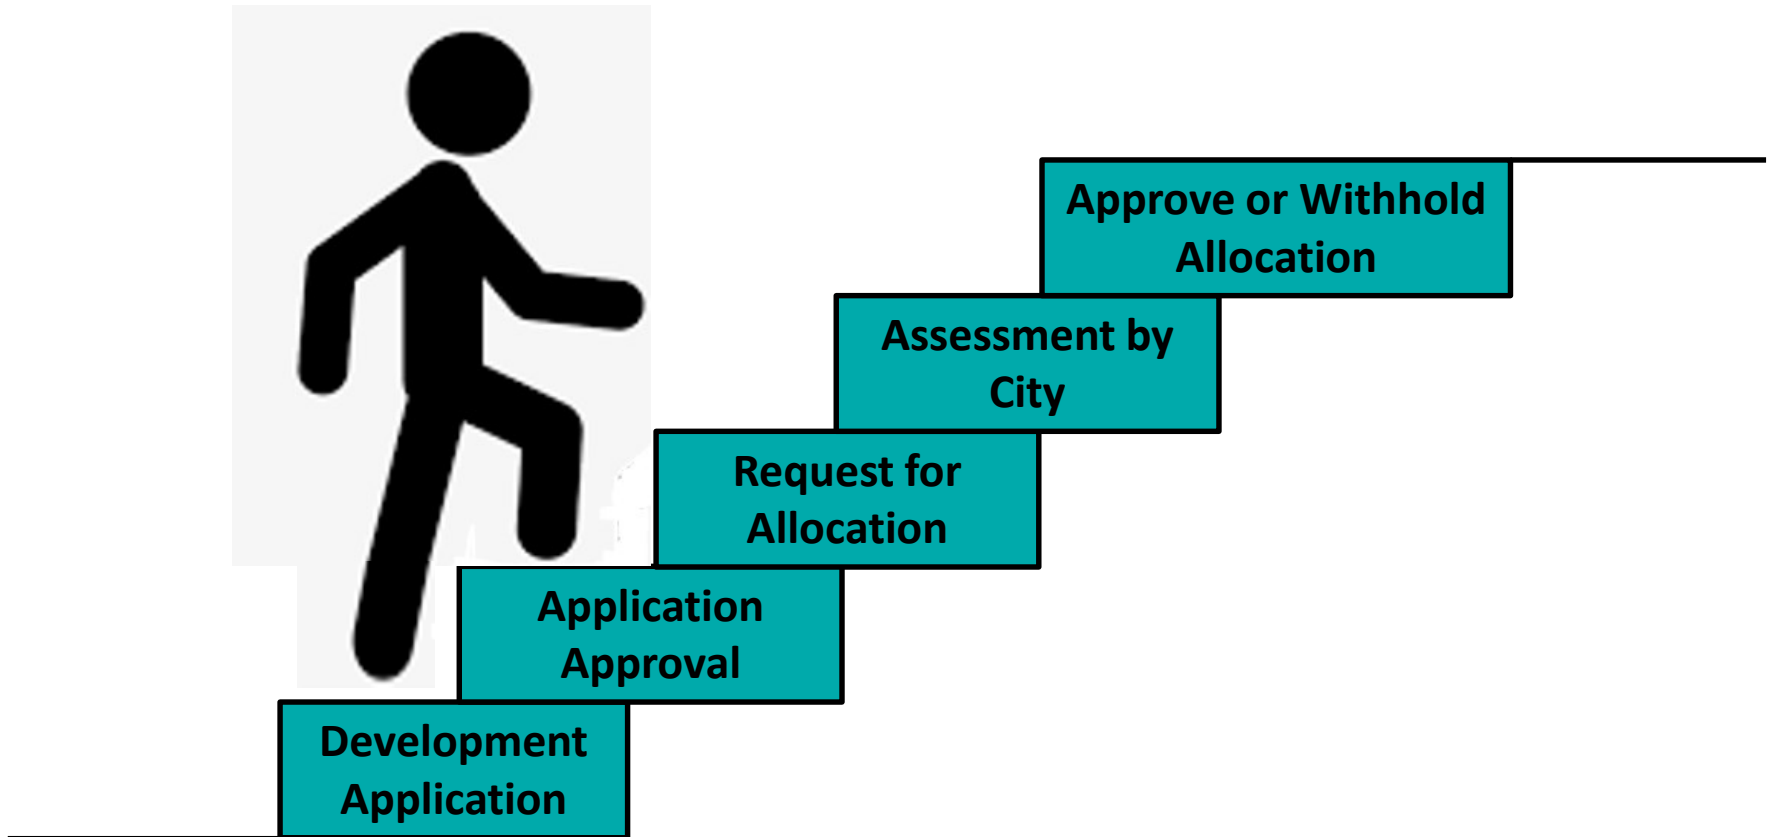 Approve or Withhold
Allocation
Assessment by
City
Request for
Allocation
Application
Approval
Development
Application